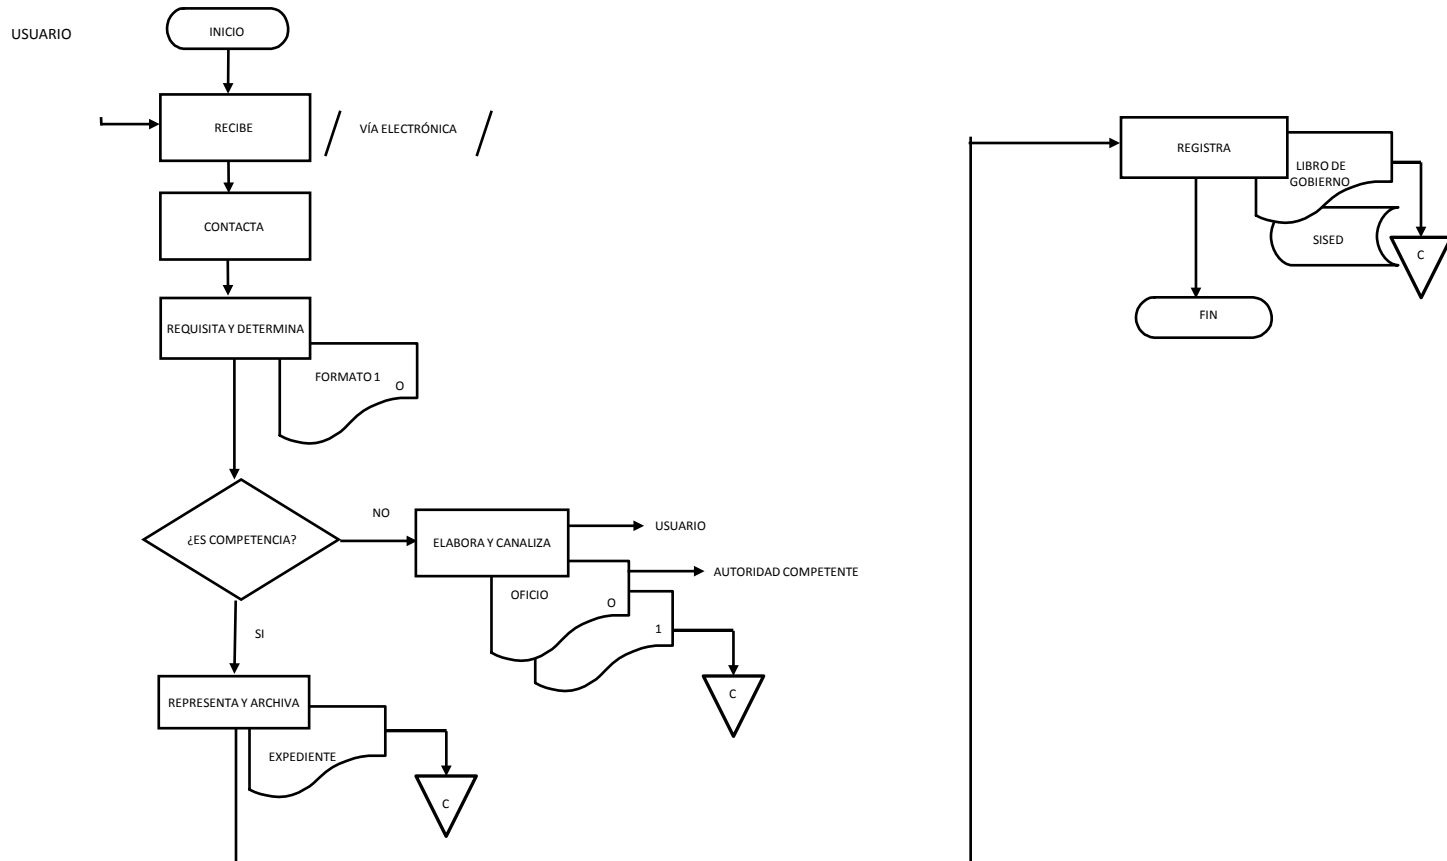 USUARIO
INICIO
RECIBE
VÍA ELECTRÓNICA
CONTACTA
REQUISITA Y DETERMINA
FORMATO 1
O
¿ES COMPETENCIA?
NO
ELABORA Y CANALIZA
USUARIO
AUTORIDAD COMPETENTE
OFICIO
O
1
C
SI
REPRESENTA Y ARCHIVA
EXPEDIENTE
C
REGISTRA
LIBRO DE
GOBIERNO
SISED
C
FIN